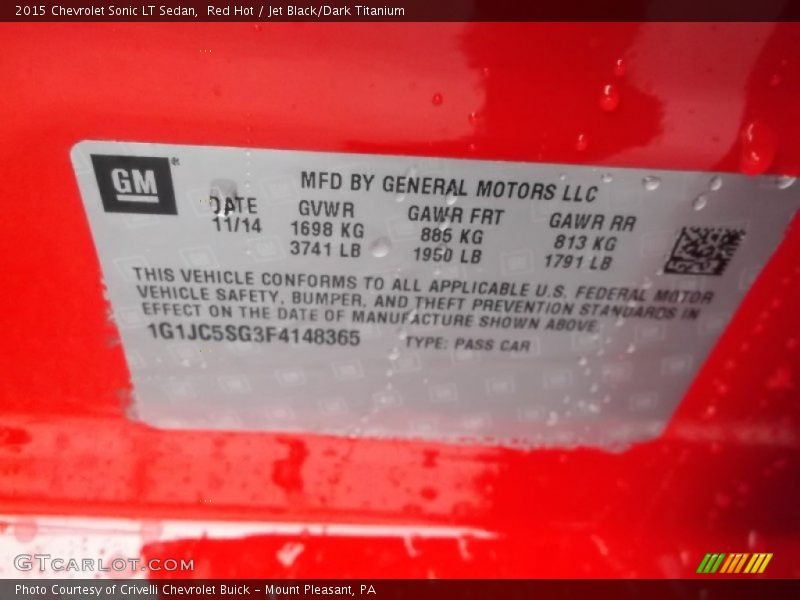 2015 Chevrolet Sonic LT Sedan,  Red Hot / Jet Black/Dark Titanium
GM®
MFD BY GENERAL MOTORS LLC
DATE GVWR GAWR FRT GAWR RR
11/14 1698 KG 885 KG 813 KG
3741 LB 1950 LB 1791 LB
THIS VEHICLE CONFORMS TO ALL APPLICABLE U.S. FEDERAL MOTOR
VEHICLE SAFETY, BUMPER, AND THEFT PREVENTION STANDARDS IN
EFFECT ON THE DATE OF MANUFACTURE SHOWN ABOVE.
1G1JC5SG3F4148365 TYPE: PASS CAR
GTCARLOT.COM
Photo Courtesy of Crivelli Chevrolet Buick - Mount Pleasant, PA